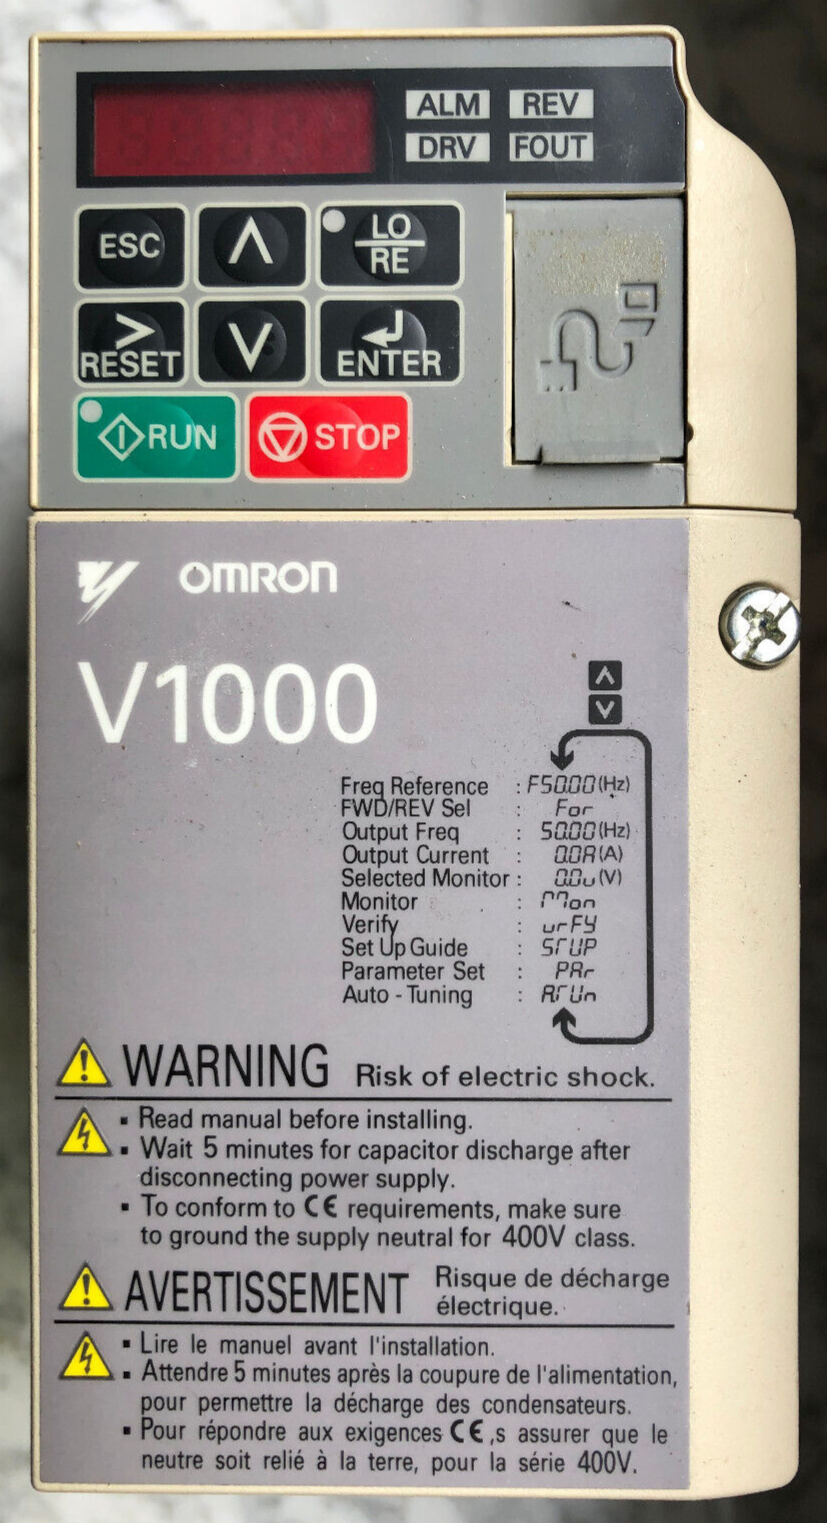 ALM REV
DRV FOUT
ESC LO
RE
RESET ENTER
RUN STOP
OMRON
V1000
Freq Reference : F50.00 (Hz)
FWD/REV Sel : For
Output Freq : 50.00 (Hz)
Output Current : 0.0A (A)
Selected Monitor : 0.0v (V)
Monitor : Mon
Verify : vrFY
Set Up Guide : STUP
Parameter Set : PAr
Auto - Tuning : ATUn
WARNING Risk of electric shock.
▪ Read manual before installing.
▪ Wait 5 minutes for capacitor discharge after
disconnecting power supply.
▪ To conform to CE requirements, make sure
to ground the supply neutral for 400V class.
AVERTISSEMENT Risque de décharge
électrique.
▪ Lire le manuel avant l'installation.
▪ Attendre 5 minutes après la coupure de l'alimentation,
pour permettre la décharge des condensateurs.
▪ Pour répondre aux exigences CE ,s assurer que le
neutre soit relié à la terre, pour la série 400V.